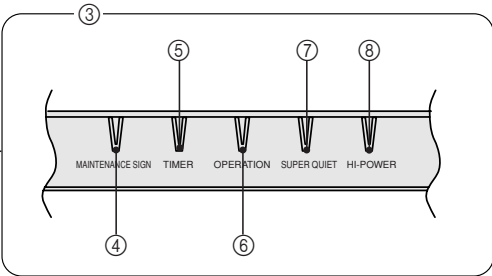 ③
⑤ ⑦ ⑧
MAINTENANCE SIGN TIMER OPERATION SUPER QUIET HI-POWER
④ ⑥